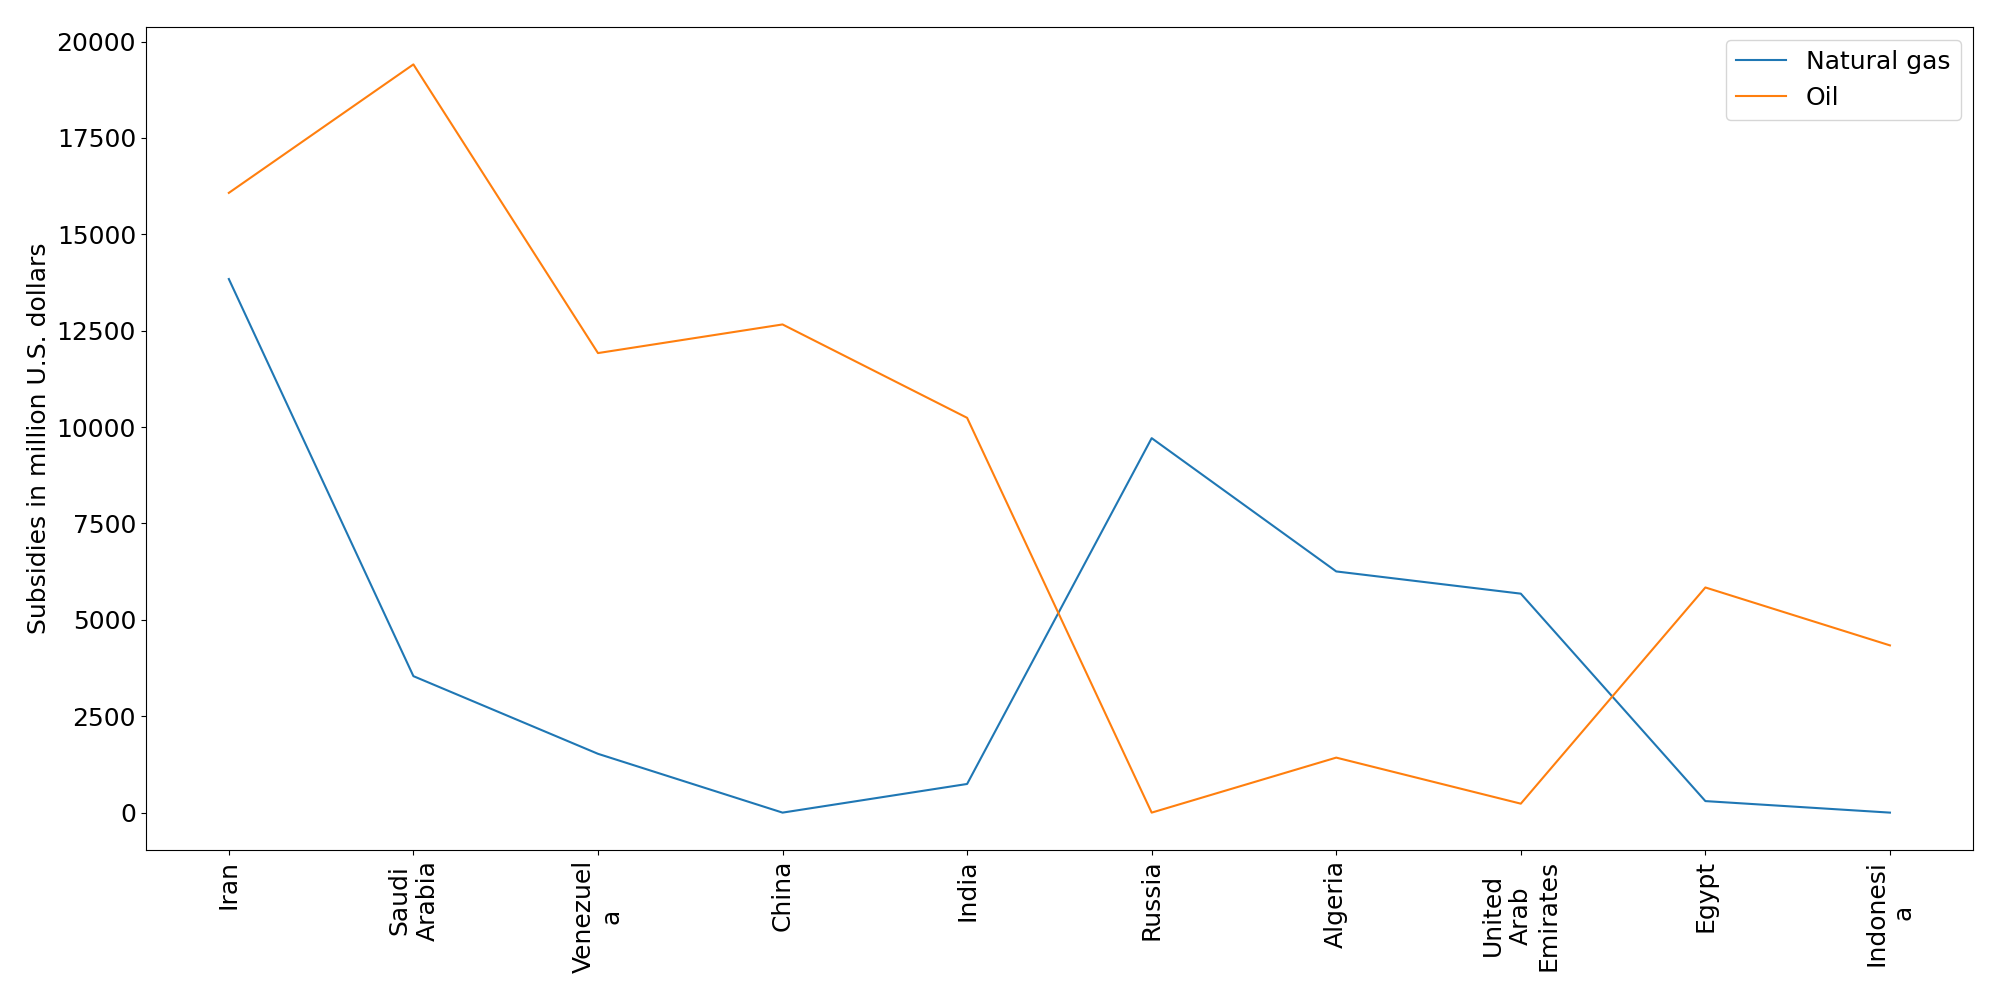 Natural gas
Oil
Subsidies in million U.S. dollars
20000
17500
15000
12500
10000
7500
5000
2500
0
Iran
Saudi
Arabia
Venezuel
a
China
India
Russia
Algeria
United
Arab
Emirates
Egypt
Indonesi
a